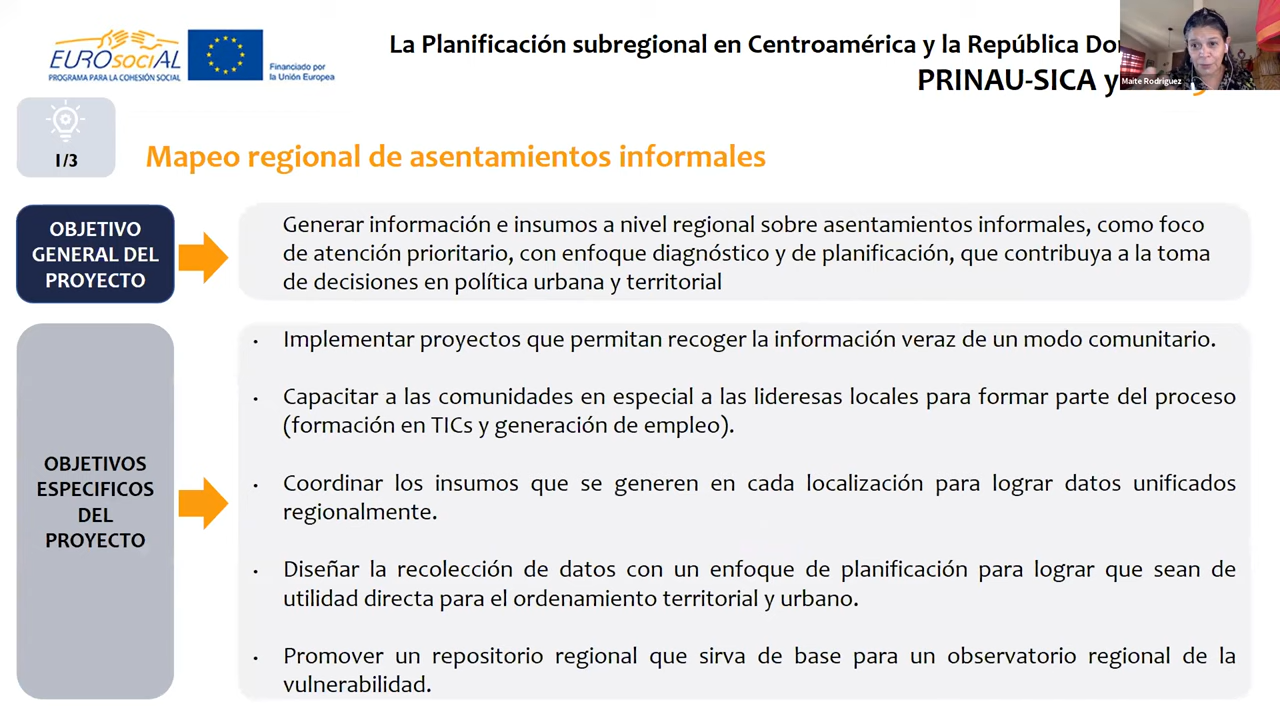 EUROsociAL
PROGRAMA PARA LA COHESIÓN SOCIAL
Financiado por
la Unión Europea
La Planificación subregional en Centroamérica y la República
PRINAU-SICA y
Maite Rodríguez
1/3
Mapeo regional de asentamientos informales
OBJETIVO
GENERAL DEL
PROYECTO
Generar información e insumos a nivel regional sobre asentamientos informales, como foco
de atención prioritario, con enfoque diagnóstico y de planificación, que contribuya a la toma
de decisiones en política urbana y territorial
OBJETIVOS
ESPECIFICOS
DEL
PROYECTO
• Implementar proyectos que permitan recoger la información veraz de un modo comunitario.
• Capacitar a las comunidades en especial a las lideresas locales para formar parte del proceso
(formación en TICs y generación de empleo).
• Coordinar los insumos que se generen en cada localización para lograr datos unificados
regionalmente.
• Diseñar la recolección de datos con un enfoque de planificación para lograr que sean de
utilidad directa para el ordenamiento territorial y urbano.
• Promover un repositorio regional que sirva de base para un observatorio regional de la
vulnerabilidad.